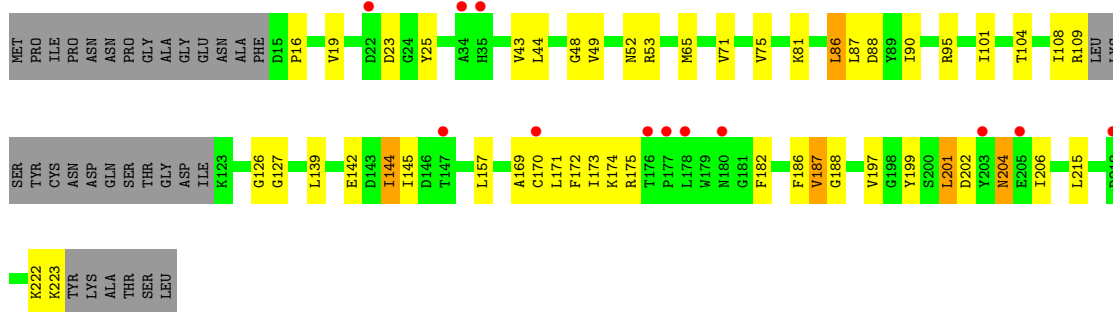 MET PRO ILE PRO ASN ASN PRO GLY ALA GLY GLU ASN ALA PHE D15 P16 V19 D22 D23 G24 Y25 A34 H35 V43 L44 G48 V49 N52 R53 M65 V71 V75 K81 L86 L87 D88 Y89 I90 R95 I101 T104 I108 R109 LEU
SER TYR CYS ASN ASP GLN SER THR GLY ASP ILE K123 G126 G127 L139 E142 D143 I144 I145 D146 T147 L157 A169 C170 L171 F172 I173 K174 R175 T176 P177 L178 W179 N180 G181 F182 F186 V187 G188 V197 G198 Y199 S200 L201 D202 Y203 N204 E205 I206 L215
K222 K223 TYR LYS ALA THR SER LEU